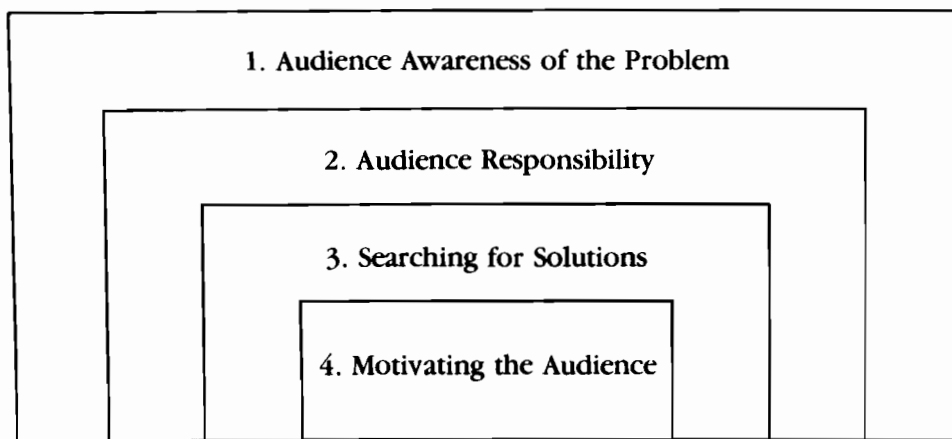 1. Audience Awareness of the Problem
2. Audience Responsibility
3. Searching for Solutions
4. Motivating the Audience